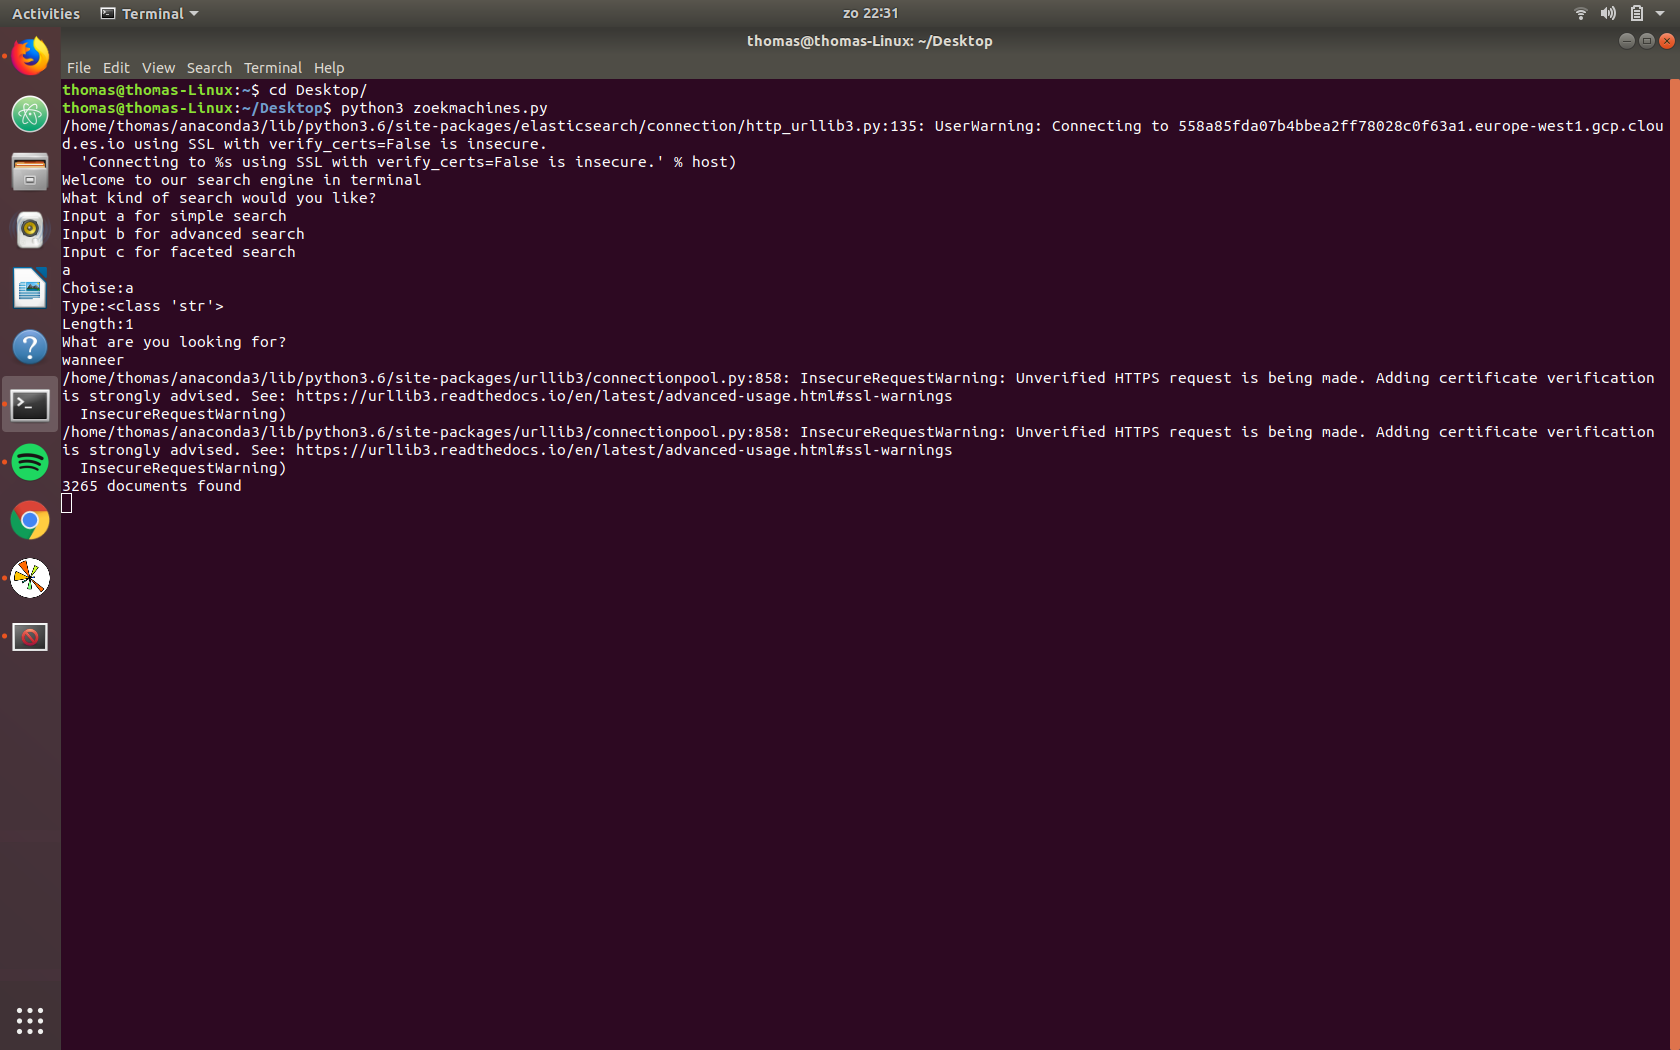 Activities Terminal zo 22:31
thomas@thomas-Linux: ~/Desktop
File Edit View Search Terminal Help
thomas@thomas-Linux:~$ cd Desktop/
thomas@thomas-Linux:~/Desktop$ python3 zoekmachines.py
/home/thomas/anaconda3/lib/python3.6/site-packages/elasticsearch/connection/http_urllib3.py:135: UserWarning: Connecting to 558a85fda07b4bbea2ff78028c0f63a1.europe-west1.gcp.clou
d.es.io using SSL with verify_certs=False is insecure.
  'Connecting to %s using SSL with verify_certs=False is insecure.' % host)
Welcome to our search engine in terminal
What kind of search would you like?
Input a for simple search
Input b for advanced search
Input c for faceted search
a
Choise:a
Type:<class 'str'>
Length:1
What are you looking for?
wanneer
/home/thomas/anaconda3/lib/python3.6/site-packages/urllib3/connectionpool.py:858: InsecureRequestWarning: Unverified HTTPS request is being made. Adding certificate verification
is strongly advised. See: https://urllib3.readthedocs.io/en/latest/advanced-usage.html#ssl-warnings
  InsecureRequestWarning)
/home/thomas/anaconda3/lib/python3.6/site-packages/urllib3/connectionpool.py:858: InsecureRequestWarning: Unverified HTTPS request is being made. Adding certificate verification
is strongly advised. See: https://urllib3.readthedocs.io/en/latest/advanced-usage.html#ssl-warnings
  InsecureRequestWarning)
3265 documents found